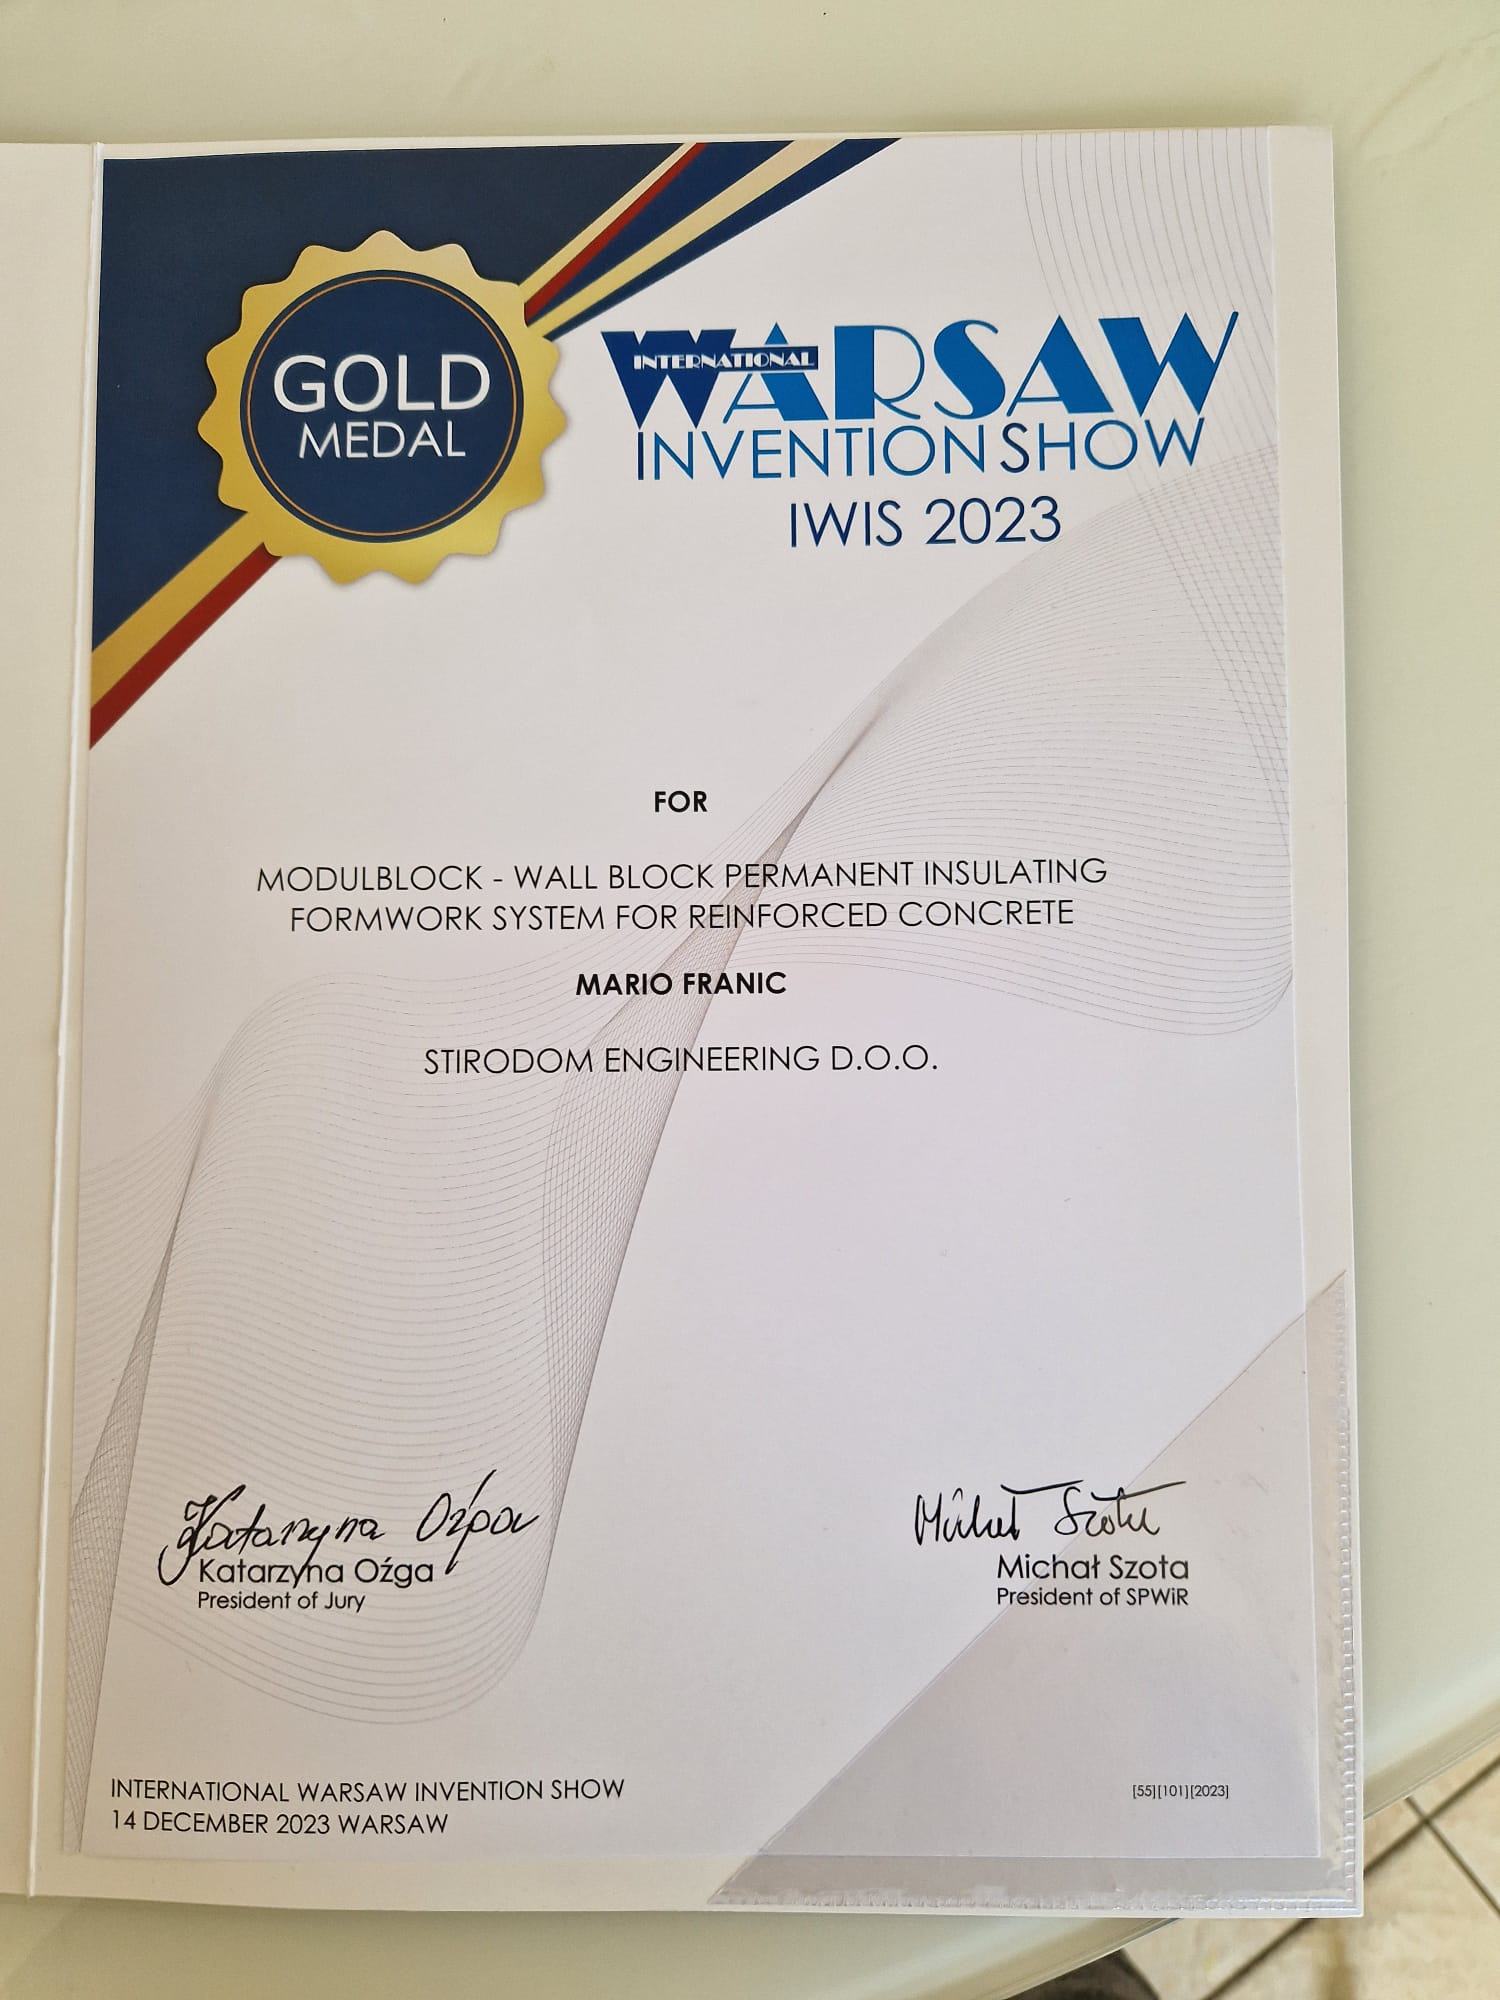 GOLD
MEDAL
INTERNATIONAL
WARSAW
INVENTION SHOW
IWIS 2023
FOR
MODULBLOCK - WALL BLOCK PERMANENT INSULATING
FORMWORK SYSTEM FOR REINFORCED CONCRETE
MARIO FRANIC
STIRODOM ENGINEERING D.O.O.
Katarzyna Oźga
Katarzyna Oźga
President of Jury
Michał Szota
Michał Szota
President of SPWiR
INTERNATIONAL WARSAW INVENTION SHOW
14 DECEMBER 2023 WARSAW
[55][101][2023]